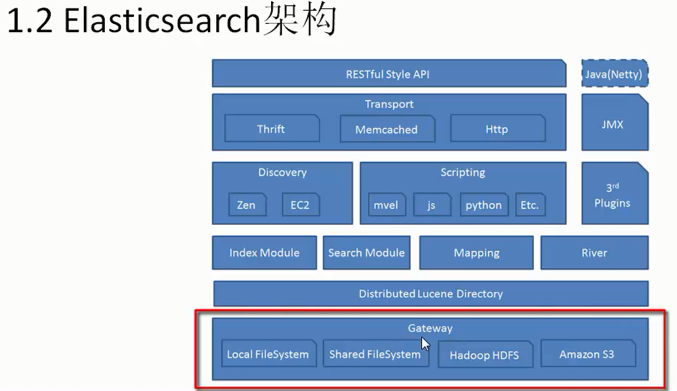 1.2 Elasticsearch架构
RESTful Style API
Java(Netty)
Transport
Thrift
Memcached
Http
JMX
Discovery
Zen
EC2
Scripting
mvel
js
python
Etc.
3rd
Plugins
Index Module
Search Module
Mapping
River
Distributed Lucene Directory
Gateway
Local FileSystem
Shared FileSystem
Hadoop HDFS
Amazon S3